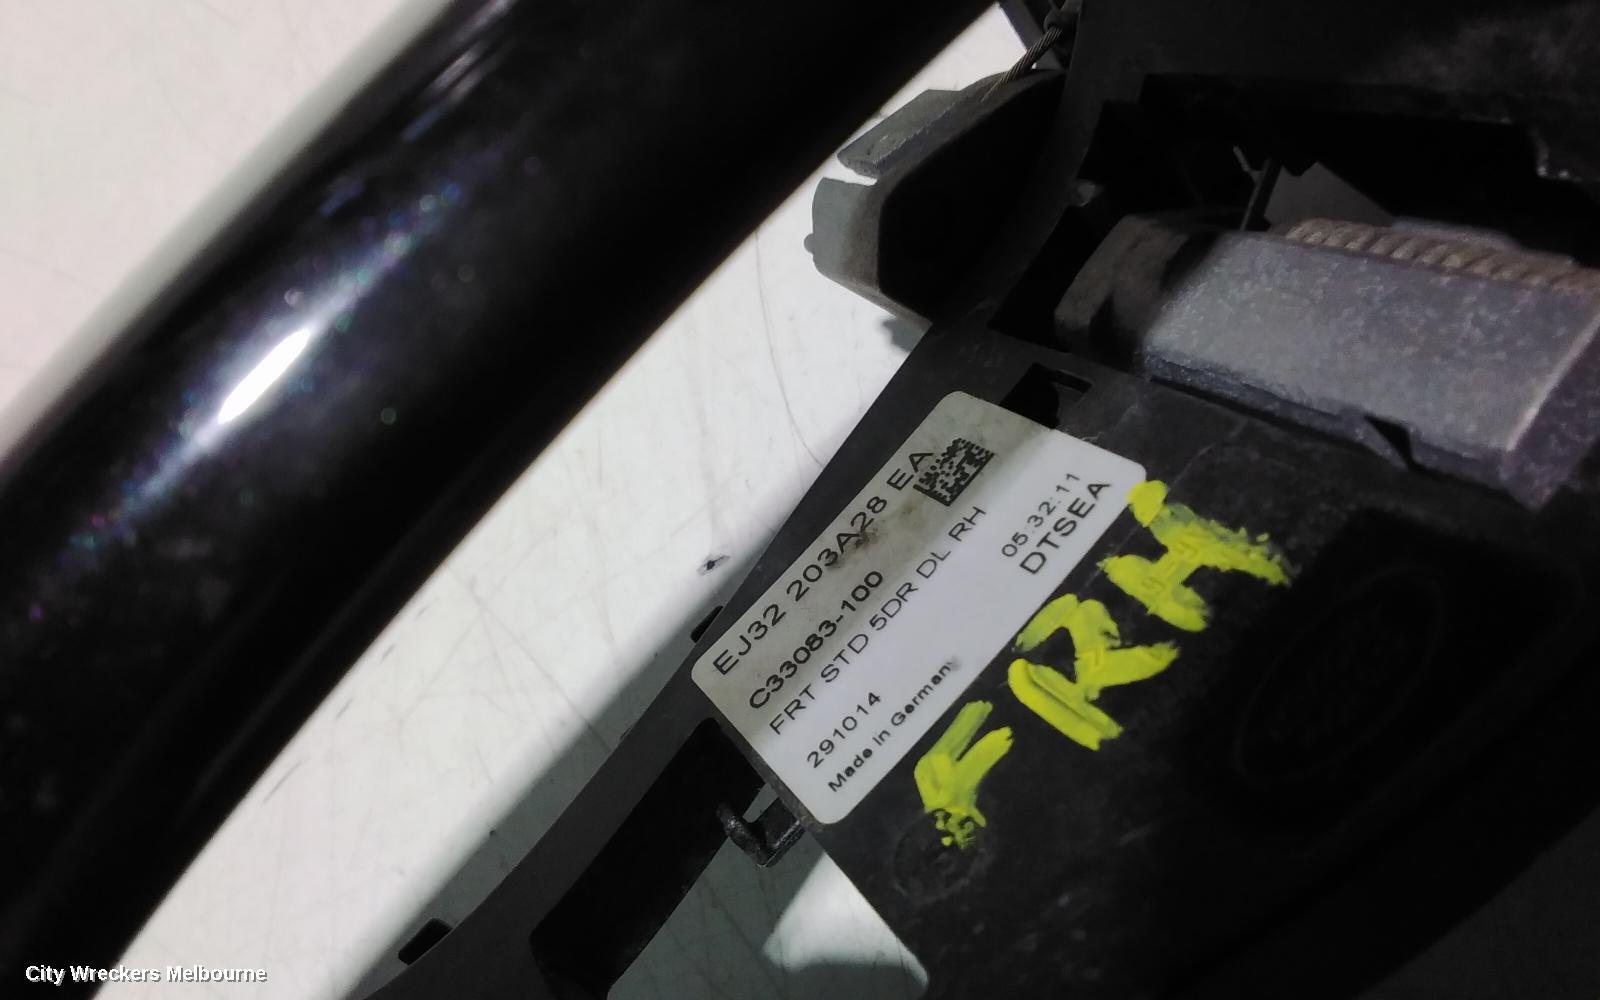 EJ32 203A28 EA
C33083-100
FRT STD 5DR DL RH
291014
05:32:11
Made in Germany
DTSEA
FRH
City Wreckers Melbourne